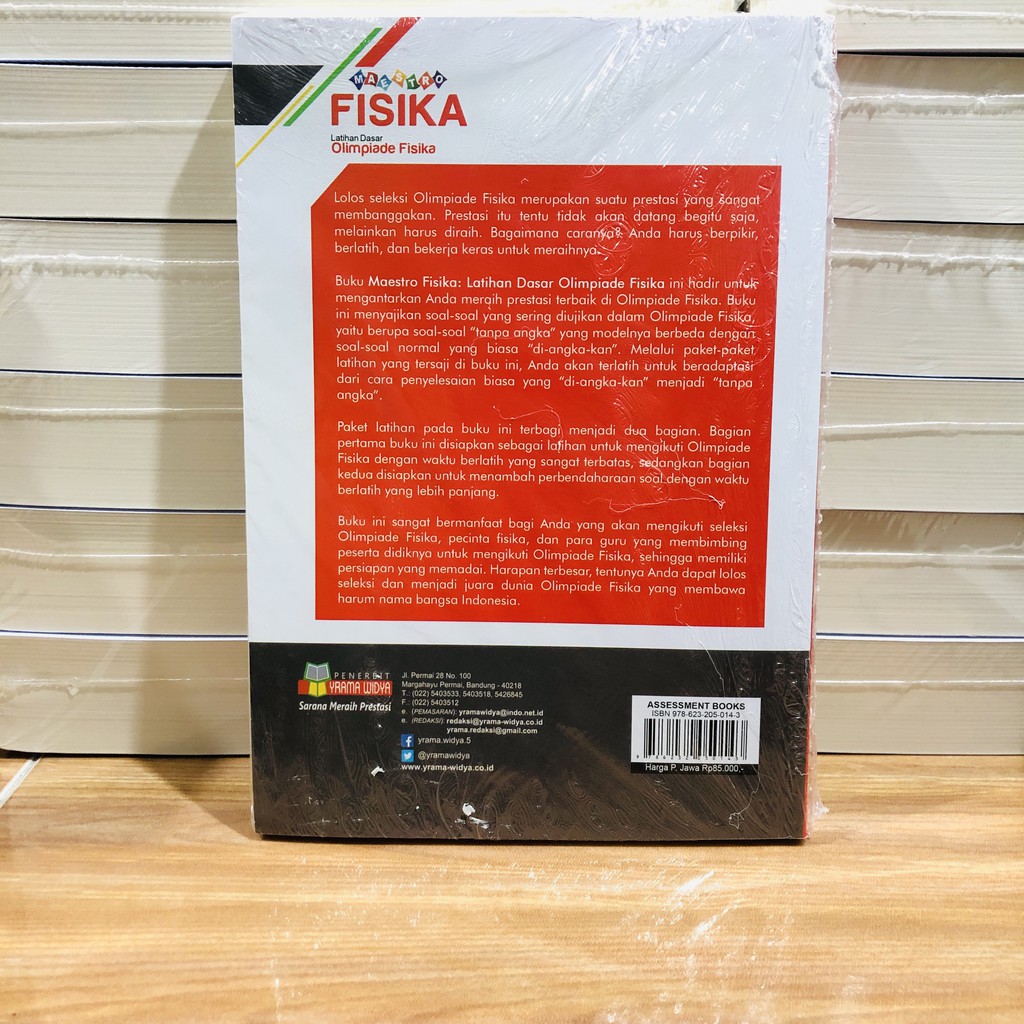 MAESTRO
FISIKA
Latihan Dasar
Olimpiade Fisika
Lolos seleksi Olimpiade Fisika merupakan suatu prestasi yang sangat
membanggakan. Prestasi itu tentu tidak akan datang begitu saja,
melainkan harus diraih. Bagaimana caranya? Anda harus berpikir,
berlatih, dan bekerja keras untuk meraihnya.
Buku Maestro Fisika: Latihan Dasar Olimpiade Fisika ini hadir untuk
mengantarkan Anda meraih prestasi terbaik di Olimpiade Fisika. Buku
ini menyajikan soal-soal yang sering diujikan dalam Olimpiade Fisika,
yaitu berupa soal-soal “tanpa angka” yang modelnya berbeda dengan
soal-soal normal yang biasa “di-angka-kan”. Melalui paket-paket
latihan yang tersaji di buku ini, Anda akan terlatih untuk beradaptasi
dari cara penyelesaian biasa yang “di-angka-kan” menjadi “tanpa
angka”.
Paket latihan pada buku ini terbagi menjadi dua bagian. Bagian
pertama buku ini disiapkan sebagai latihan untuk mengikuti Olimpiade
Fisika dengan waktu berlatih yang sangat terbatas, sedangkan bagian
kedua disiapkan untuk menambah perbendaharaan soal dengan waktu
berlatih yang lebih panjang.
Buku ini sangat bermanfaat bagi Anda yang akan mengikuti seleksi
Olimpiade Fisika, pecinta fisika, dan para guru yang membimbing
peserta didiknya untuk mengikuti Olimpiade Fisika, sehingga memiliki
persiapan yang memadai. Harapan terbesar, tentunya Anda dapat lolos
seleksi dan menjadi juara dunia Olimpiade Fisika yang membawa
harum nama bangsa Indonesia.
PENERBIT
YRAMA WIDYA
Sarana Meraih Prestasi
Jl. Permai 28 No. 100
Margahayu Permai, Bandung - 40218
T.: (022) 5403533, 5403518, 5426845
F.: (022) 5403512
e. (PEMASARAN): yramawidya@indo.net.id
e. (REDAKSI): redaksi@yrama-widya.co.id
yrama.redaksi@gmail.com
yrama.widya.5
@yramawidya
www.yrama-widya.co.id
ASSESSMENT BOOKS
ISBN 978-623-205-014-3
Harga P. Jawa Rp85.000,-